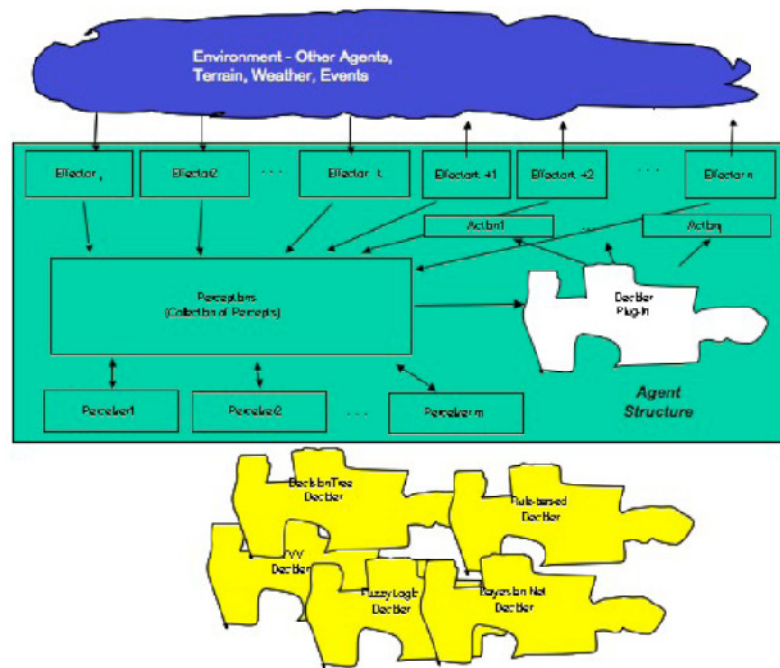 Environment - Other Agents,
Terrain, Weather, Events
Effector
Effector2
. . .
Effector
Effector +1
Effector +2
. . .
Effector n
Action1
...
Action
Perceptions
(Collection of Percepts)
Decider
Plug-in
Agent
Structure
Perceiver1
Perceiver2
. . .
Perceiver m
Decision Tree
Decider
Rule-based
Decider
Decider
Fuzzy Logic
Decider
Bayesian Net
Decider